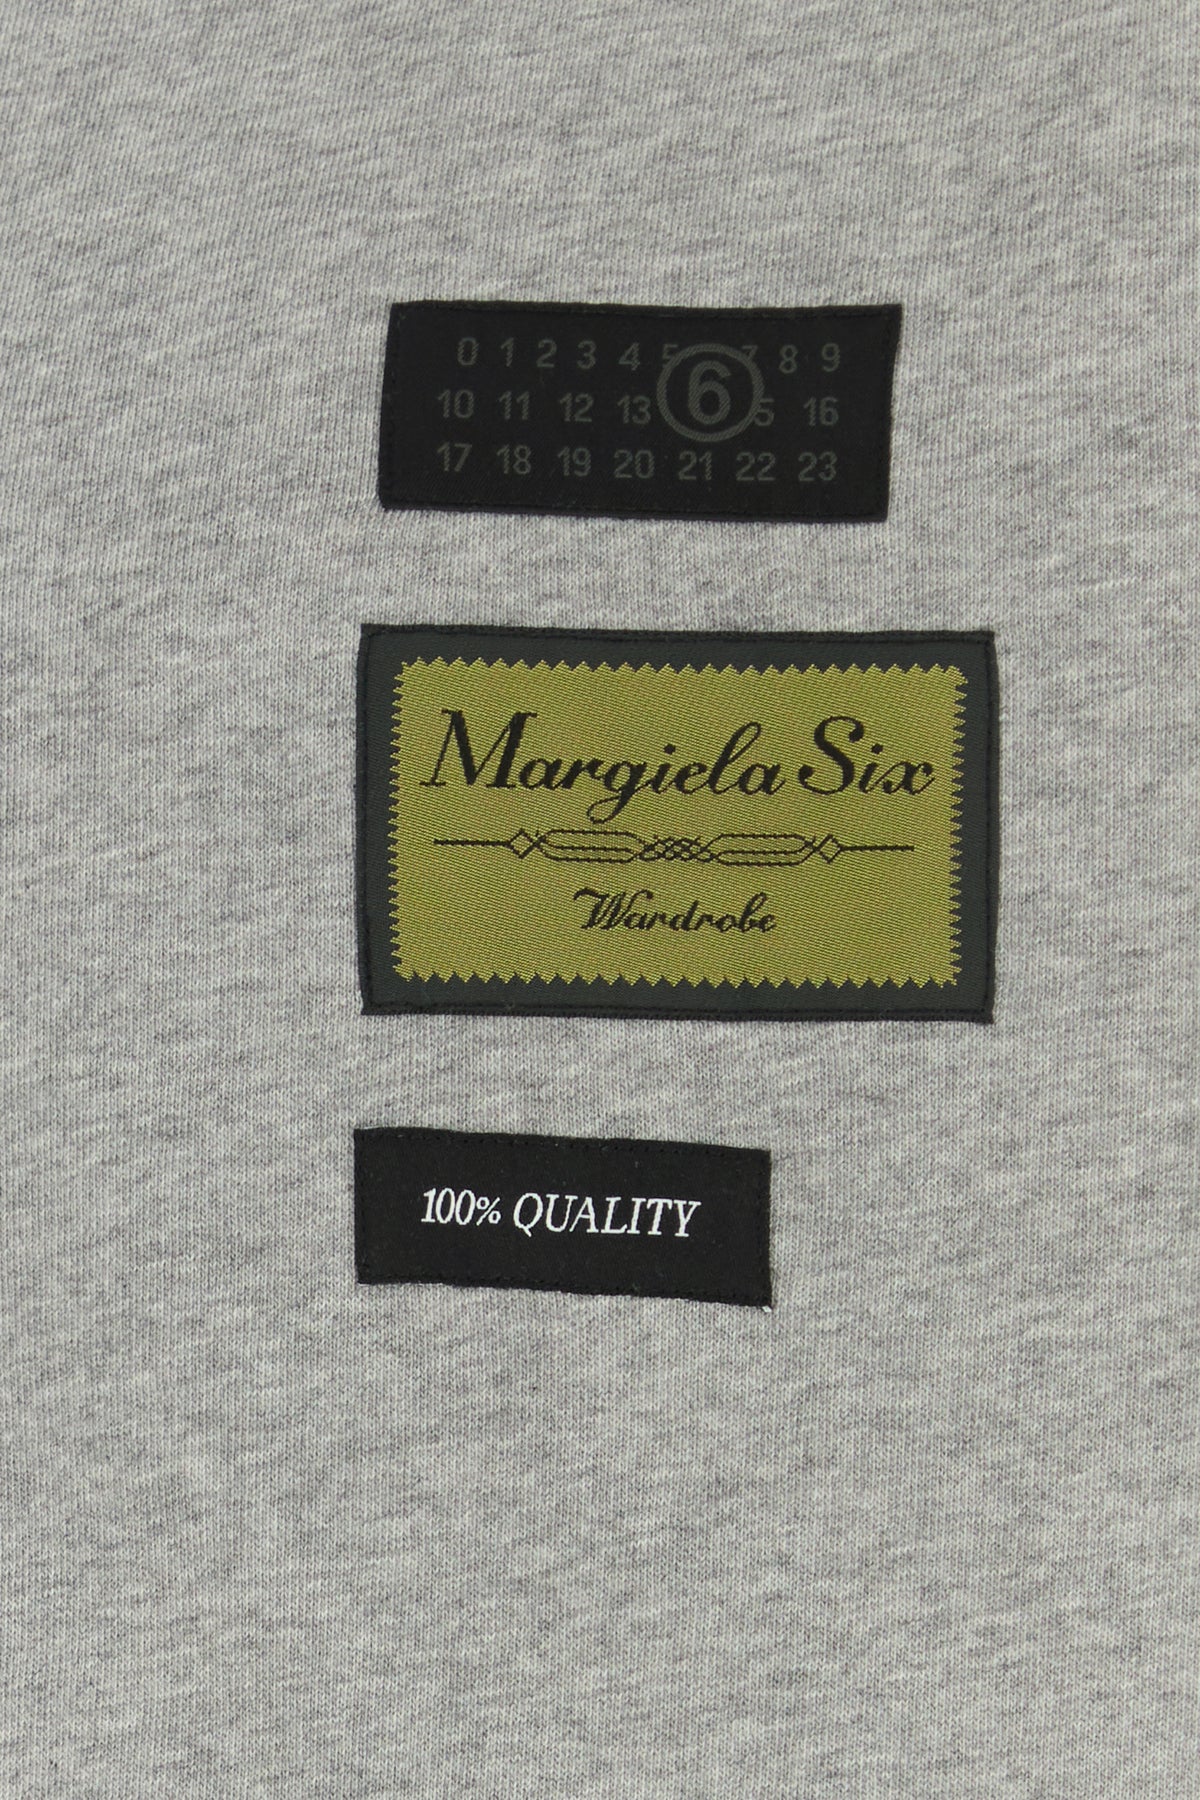 0 1 2 3 4 5 6 7 8 9
10 11 12 13 15 16
17 18 19 20 21 22 23
Margiela Six
Wardrobe
100% QUALITY